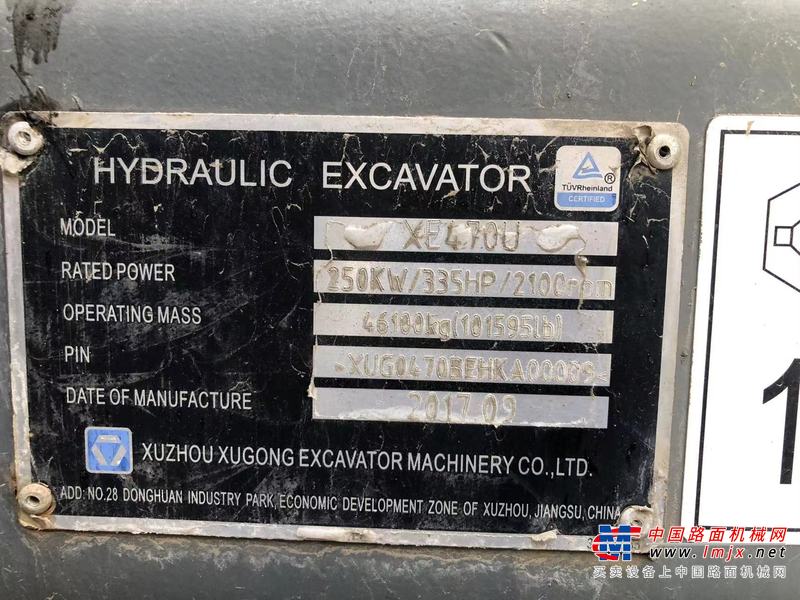 HYDRAULIC EXCAVATOR
TÜVRheinland ®
CERTIFIED
MODEL XE470U
RATED POWER 250KW/335HP/2100rpm
OPERATING MASS 46100kg(101595lb)
PIN
DATE OF MANUFACTURE 2017.09
XUZHOU XUGONG EXCAVATOR MACHINERY CO.,LTD.
ADD: NO.28 DONGHUAN INDUSTRY PARK, ECONOMIC DEVELOPMENT ZONE OF XUZHOU, JIANGSU, CHINA
1
中国路面机械网
www.lmjx.net
买卖设备上中国路面机械网